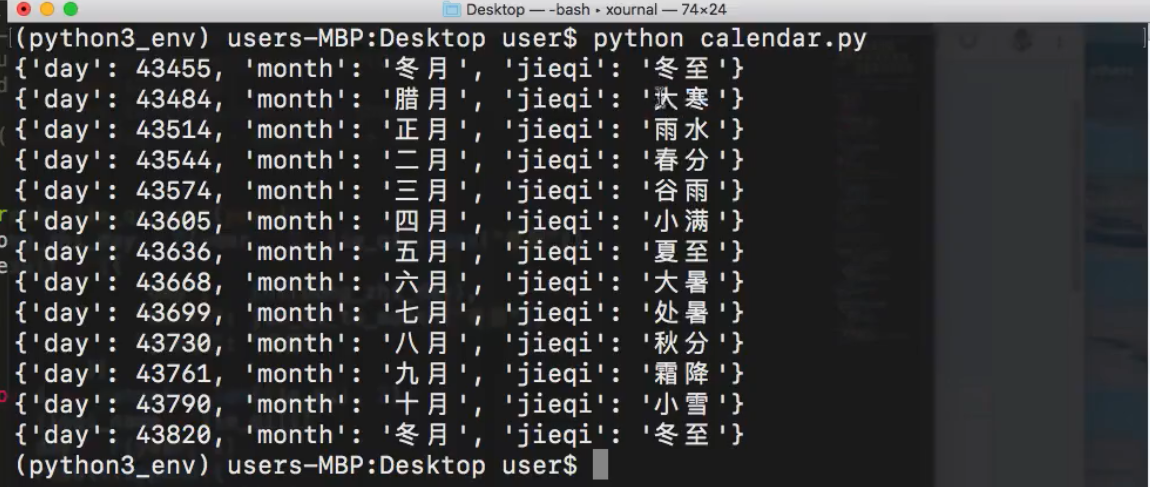 Desktop — -bash ▸ xournal — 74×24
(python3_env) users-MBP:Desktop user$ python calendar.py
{'day': 43455, 'month': '冬月', 'jieqi': '冬至'}
{'day': 43484, 'month': '腊月', 'jieqi': '大寒'}
{'day': 43514, 'month': '正月', 'jieqi': '雨水'}
{'day': 43544, 'month': '二月', 'jieqi': '春分'}
{'day': 43574, 'month': '三月', 'jieqi': '谷雨'}
{'day': 43605, 'month': '四月', 'jieqi': '小满'}
{'day': 43636, 'month': '五月', 'jieqi': '夏至'}
{'day': 43668, 'month': '六月', 'jieqi': '大暑'}
{'day': 43699, 'month': '七月', 'jieqi': '处暑'}
{'day': 43730, 'month': '八月', 'jieqi': '秋分'}
{'day': 43761, 'month': '九月', 'jieqi': '霜降'}
{'day': 43790, 'month': '十月', 'jieqi': '小雪'}
{'day': 43820, 'month': '冬月', 'jieqi': '冬至'}
(python3_env) users-MBP:Desktop user$